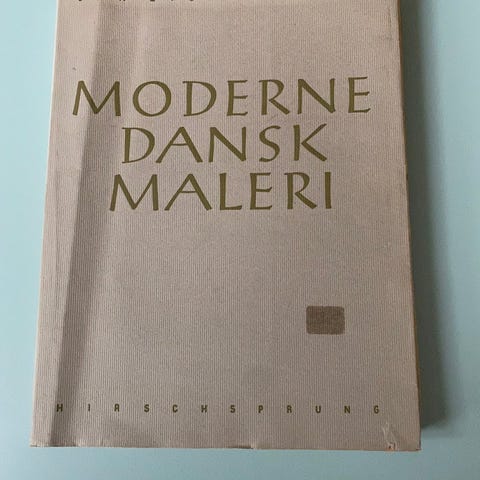 MODERNE
DANSK
MALERI
HIRSCHSPRUNG